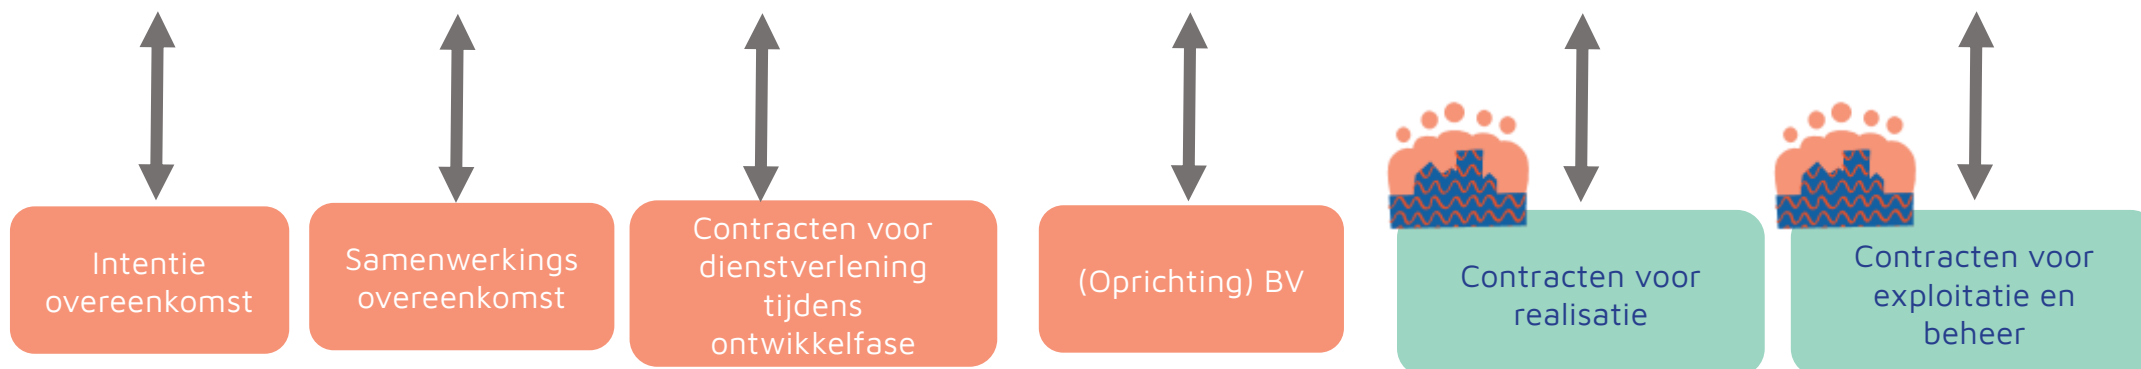 Intentie
overeenkomst
Samenwerkings
overeenkomst
Contracten voor
dienstverlening
tijdens
ontwikkelfase
(Oprichting) BV
Contracten voor
realisatie
Contracten voor
exploitatie en
beheer